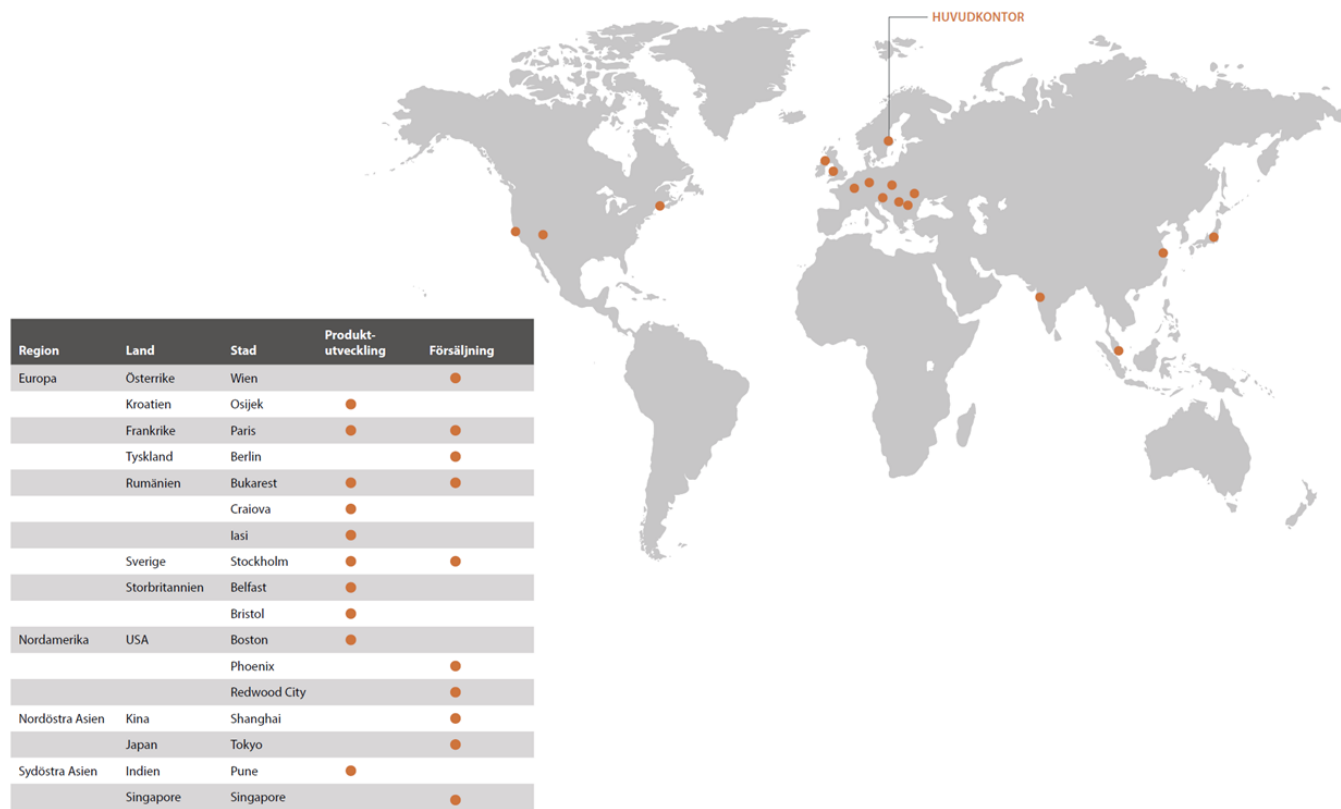 HUVUDKONTOR
Region Land Stad Produkt-
utveckling Försäljning
Europa Österrike Wien
Kroatien Osijek
Frankrike Paris
Tyskland Berlin
Rumänien Bukarest
Craiova
Iasi
Sverige Stockholm
Storbritannien Belfast
Bristol
Nordamerika USA Boston
Phoenix
Redwood City
Nordöstra Asien Kina Shanghai
Japan Tokyo
Sydöstra Asien Indien Pune
Singapore Singapore